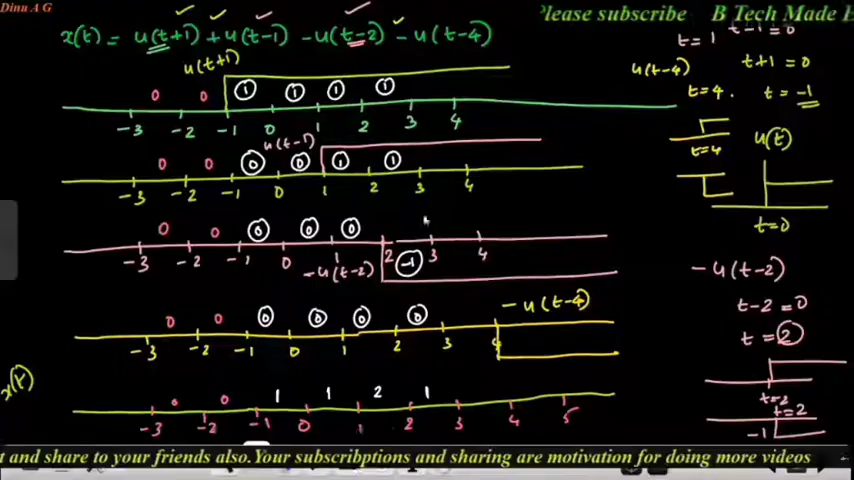 Dinu A G
Please subscribe B Tech Made E
x(t) = u(t+1) + u(t-1) - u(t-2) - u(t-4)
t=1 t-1=0
u(t+1)
u(t-4) t+1=0
t=4. t=-1
0 0 1 1 1 1
-3 -2 -1 0 1 2 3 4
t=4 u(t)
u(t-1)
0 0 0 0 1 1
-3 -2 -1 0 1 2 3 4
t=0
0 0 0 0 0
-3 -2 -1 0 1 2 3 4
-u(t-2) -1
-u(t-2)
t-2=0
t=2
-u(t-4)
0 0 0 0 0 0
-3 -2 -1 0 1 2 3 4
t=2
t=2
-1
x(t)
0 0 1 1 2 1
-3 -2 -1 0 1 2 3 4 5
t and share to your friends also.Your subscribptions and sharing are motivation for doing more videos